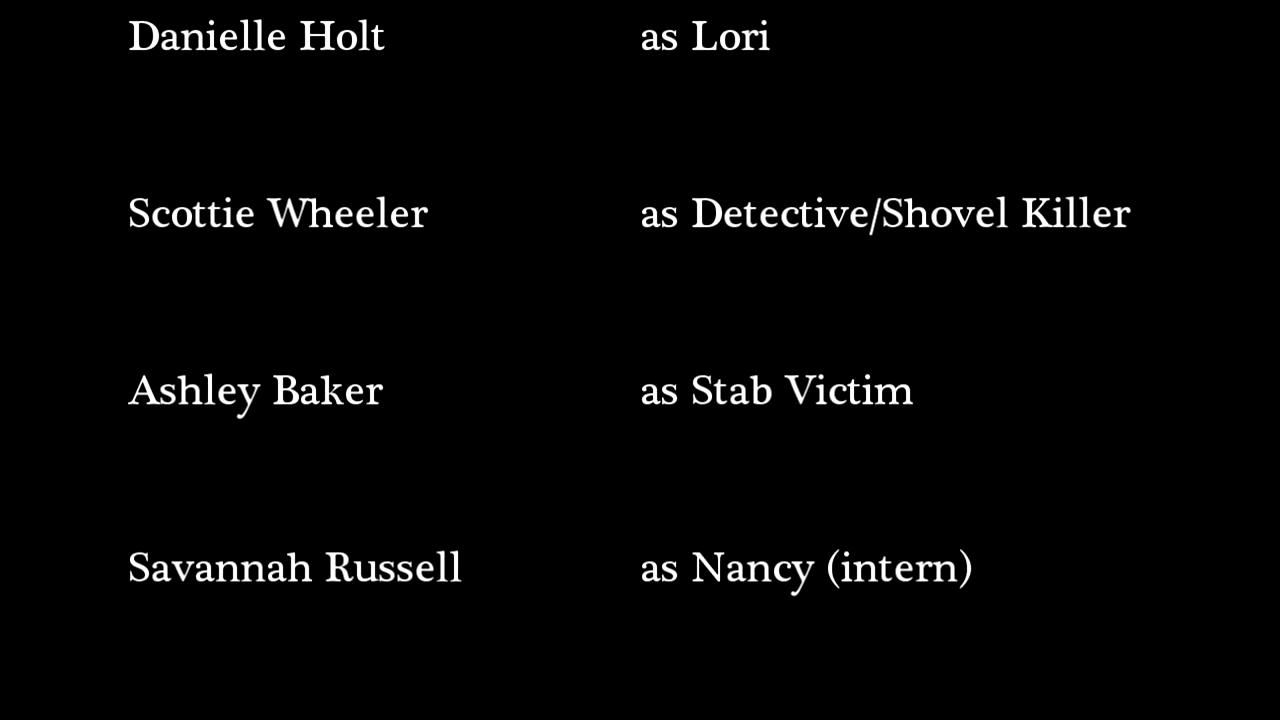 Danielle Holt as Lori
Scottie Wheeler as Detective/Shovel Killer
Ashley Baker as Stab Victim
Savannah Russell as Nancy (intern)